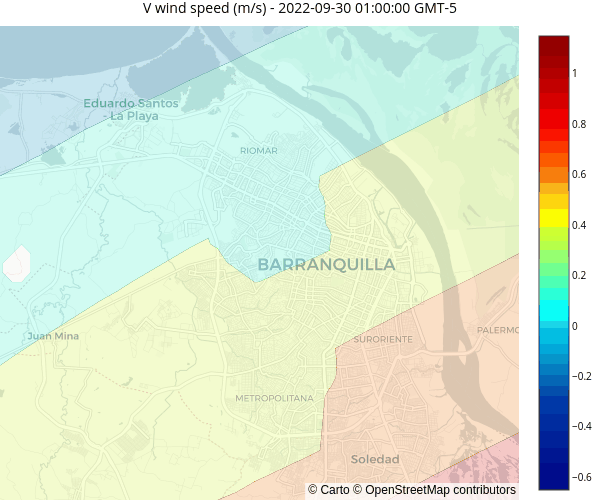 V wind speed (m/s) - 2022-09-30 01:00:00 GMT-5
1
0.8
0.6
0.4
0.2
0
−0.2
−0.4
−0.6
Eduardo Santos
- La Playa
RIOMAR
BARRANQUILLA
Juan Mina
SURORIENTE
PALERMO
METROPOLITANA
Soledad
© Carto © OpenStreetMap contributors